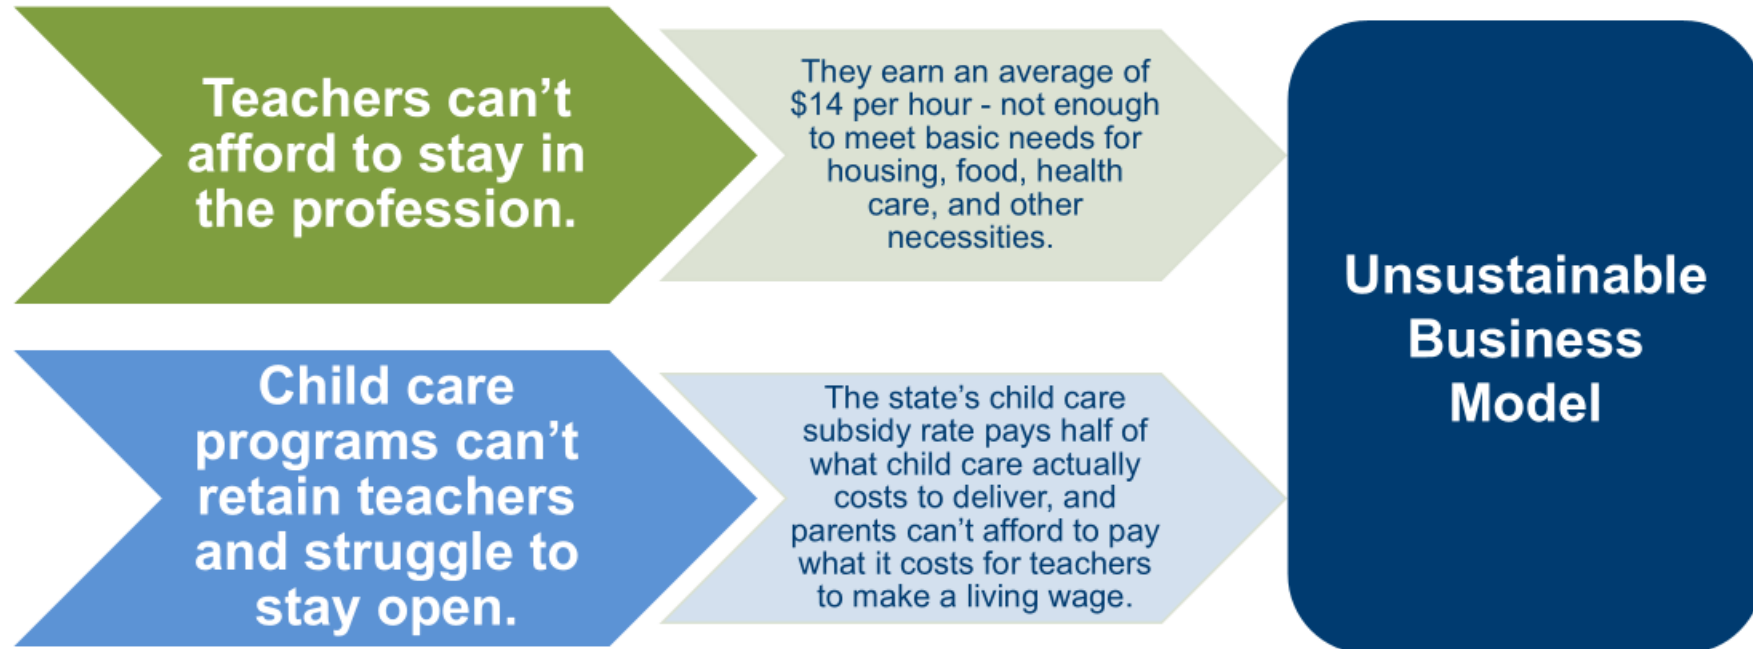 Teachers can’t
afford to stay in
the profession.
They earn an average of
$14 per hour - not enough
to meet basic needs for
housing, food, health
care, and other
necessities.
Child care
programs can’t
retain teachers
and struggle to
stay open.
The state’s child care
subsidy rate pays half of
what child care actually
costs to deliver, and
parents can’t afford to pay
what it costs for teachers
to make a living wage.
Unsustainable
Business
Model